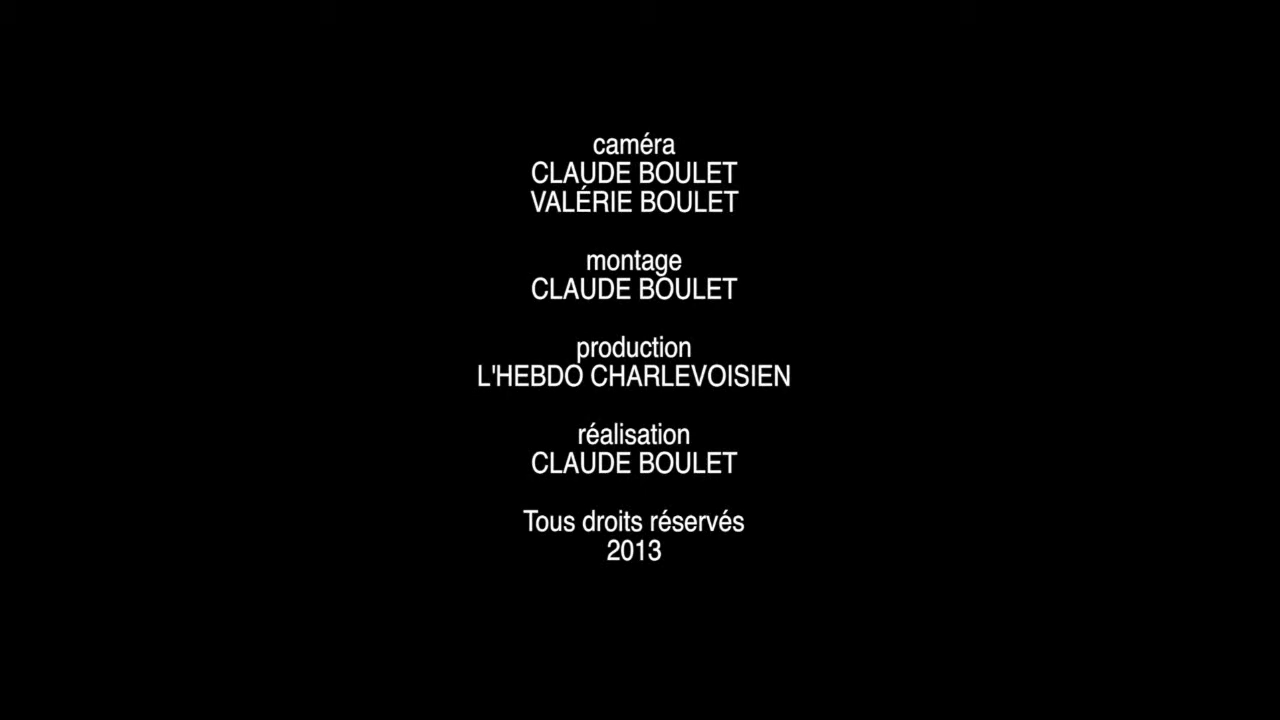 caméra
CLAUDE BOULET
VALÉRIE BOULET
montage
CLAUDE BOULET
production
L'HEBDO CHARLEVOISIEN
réalisation
CLAUDE BOULET
Tous droits réservés
2013